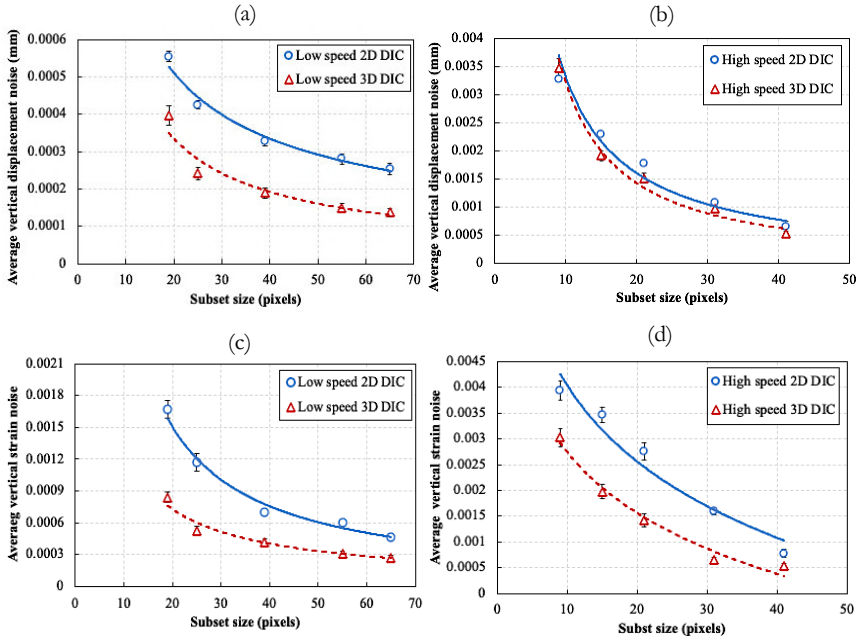 (a)
Average vertical displacement noise (mm)
0.0006
0.0005
0.0004
0.0003
0.0002
0.0001
0
Low speed 2D DIC
Low speed 3D DIC
0 10 20 30 40 50 60 70
Subset size (pixels)
(b)
Average vertical displacement noise (mm)
0.004
0.0035
0.003
0.0025
0.002
0.0015
0.001
0.0005
0
High speed 2D DIC
High speed 3D DIC
0 10 20 30 40 50
Subset size (pixels)
(c)
Averaeg vertical strain noise
0.0021
0.0018
0.0015
0.0012
0.0009
0.0006
0.0003
0
Low speed 2D DIC
Low speed 3D DIC
0 10 20 30 40 50 60 70
Subset size (pixels)
(d)
Average vertical strain noise
0.0045
0.004
0.0035
0.003
0.0025
0.002
0.0015
0.001
0.0005
0
High speed 2D DIC
High speed 3D DIC
0 10 20 30 40 50
Subst size (pixels)